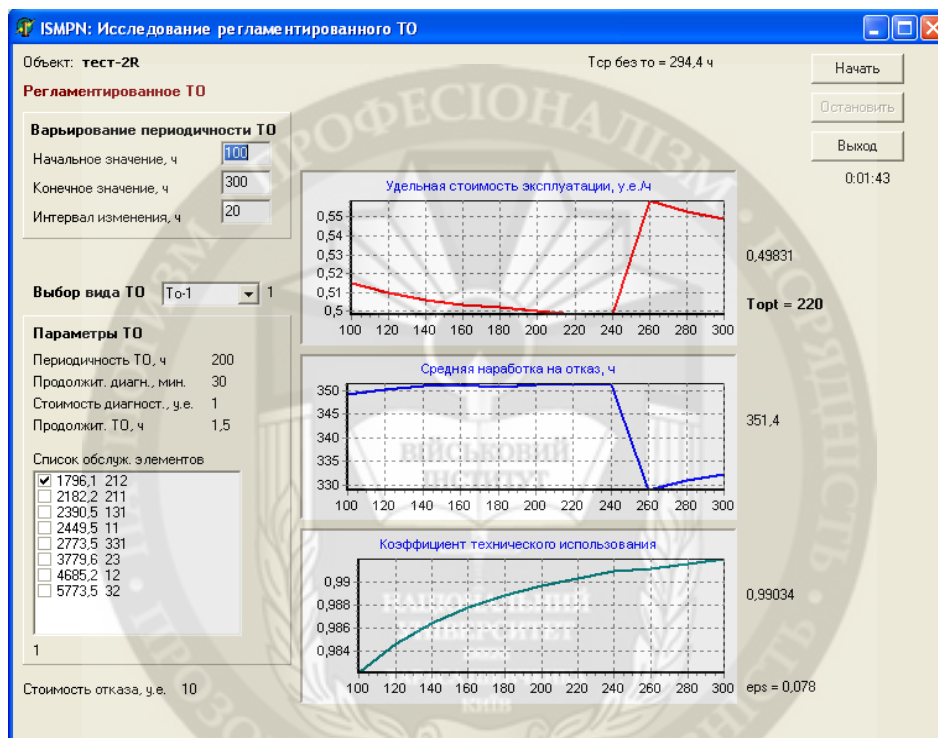 ISMPN: Исследование регламентированного ТО
Объект: тест-2R
Тср без то = 294,4 ч
Начать
Регламентированное ТО
Остановить
Варьирование периодичности ТО
Выход
Начальное значение, ч 100
0:01:43
Конечное значение, ч 300
Интервал изменения, ч 20
Удельная стоимость эксплуатации, у.е./ч
0,55
0,54
0,53
0,52
0,51
0,5
100 120 140 160 180 200 220 240 260 280 300
0,49831
Topt = 220
Выбор вида ТО То-1 1
Параметры ТО
Периодичность ТО, ч 200
Продолжит. диагн., мин. 30
Стоимость диагност., у.е. 1
Продолжит. ТО, ч 1,5
Средняя наработка на отказ, ч
350
345
340
335
330
100 120 140 160 180 200 220 240 260 280 300
351,4
Список обслуж. элементов
1796,1 212
2182,2 211
2390,5 131
2449,5 11
2773,5 331
3779,6 23
4685,2 12
5773,5 32
1
Коэффициент технического использования
0,99
0,988
0,986
0,984
100 120 140 160 180 200 220 240 260 280 300
0,99034
eps = 0,078
Стоимость отказа, у.е. 10
ПРОФЕСІОНАЛІЗМ
ВІЙСЬКОВИЙ
ІНСТИТУТ
НАЦІОНАЛЬНИЙ
УНІВЕРСИТЕТ
КИЇВ